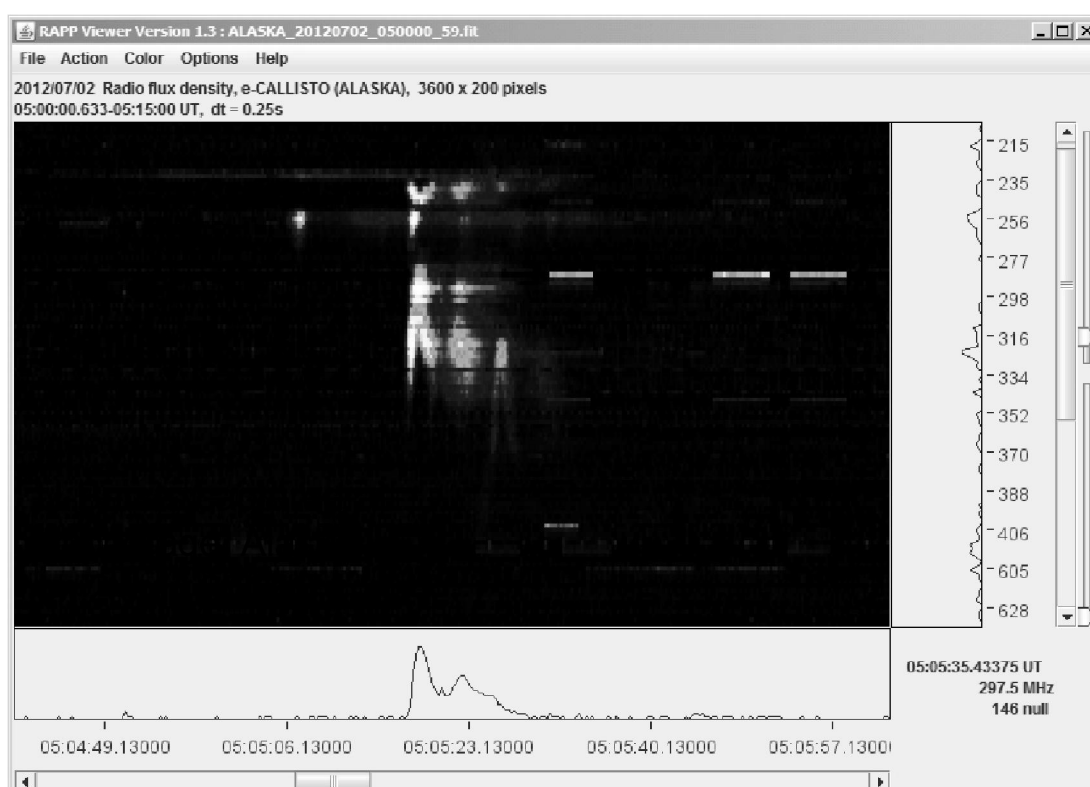 RAPP Viewer Version 1.3 : ALASKA_20120702_050000_59.fit
File Action Color Options Help
2012/07/02 Radio flux density, e-CALLISTO (ALASKA), 3600 x 200 pixels
05:00:00.633-05:15:00 UT, dt = 0.25s
215
235
256
277
298
316
334
352
370
388
406
605
628
05:05:35.43375 UT
297.5 MHz
146 null
05:04:49.13000 05:05:06.13000 05:05:23.13000 05:05:40.13000 05:05:57.1300